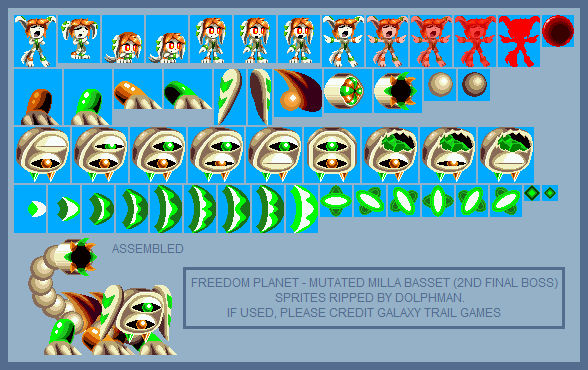 ASSEMBLED
FREEDOM PLANET - MUTATED MILLA BASSET (2ND FINAL BOSS)
SPRITES RIPPED BY DOLPHMAN.
IF USED, PLEASE CREDIT GALAXY TRAIL GAMES